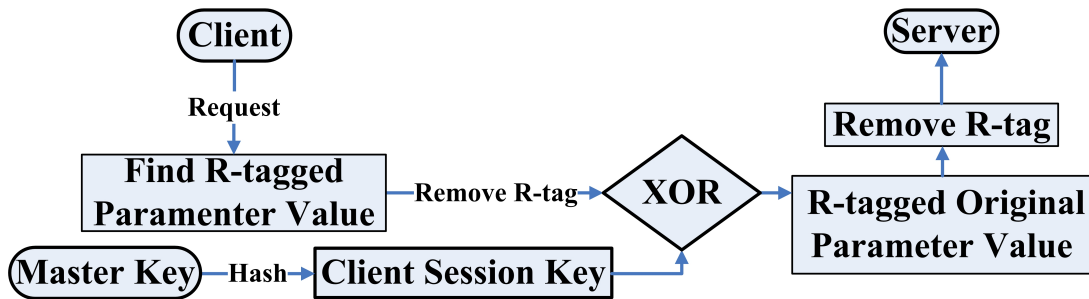 Client
Server
Request
Remove R-tag
Find R-tagged
Paramenter Value
Remove R-tag
XOR
R-tagged Original
Parameter Value
Master Key
Hash
Client Session Key